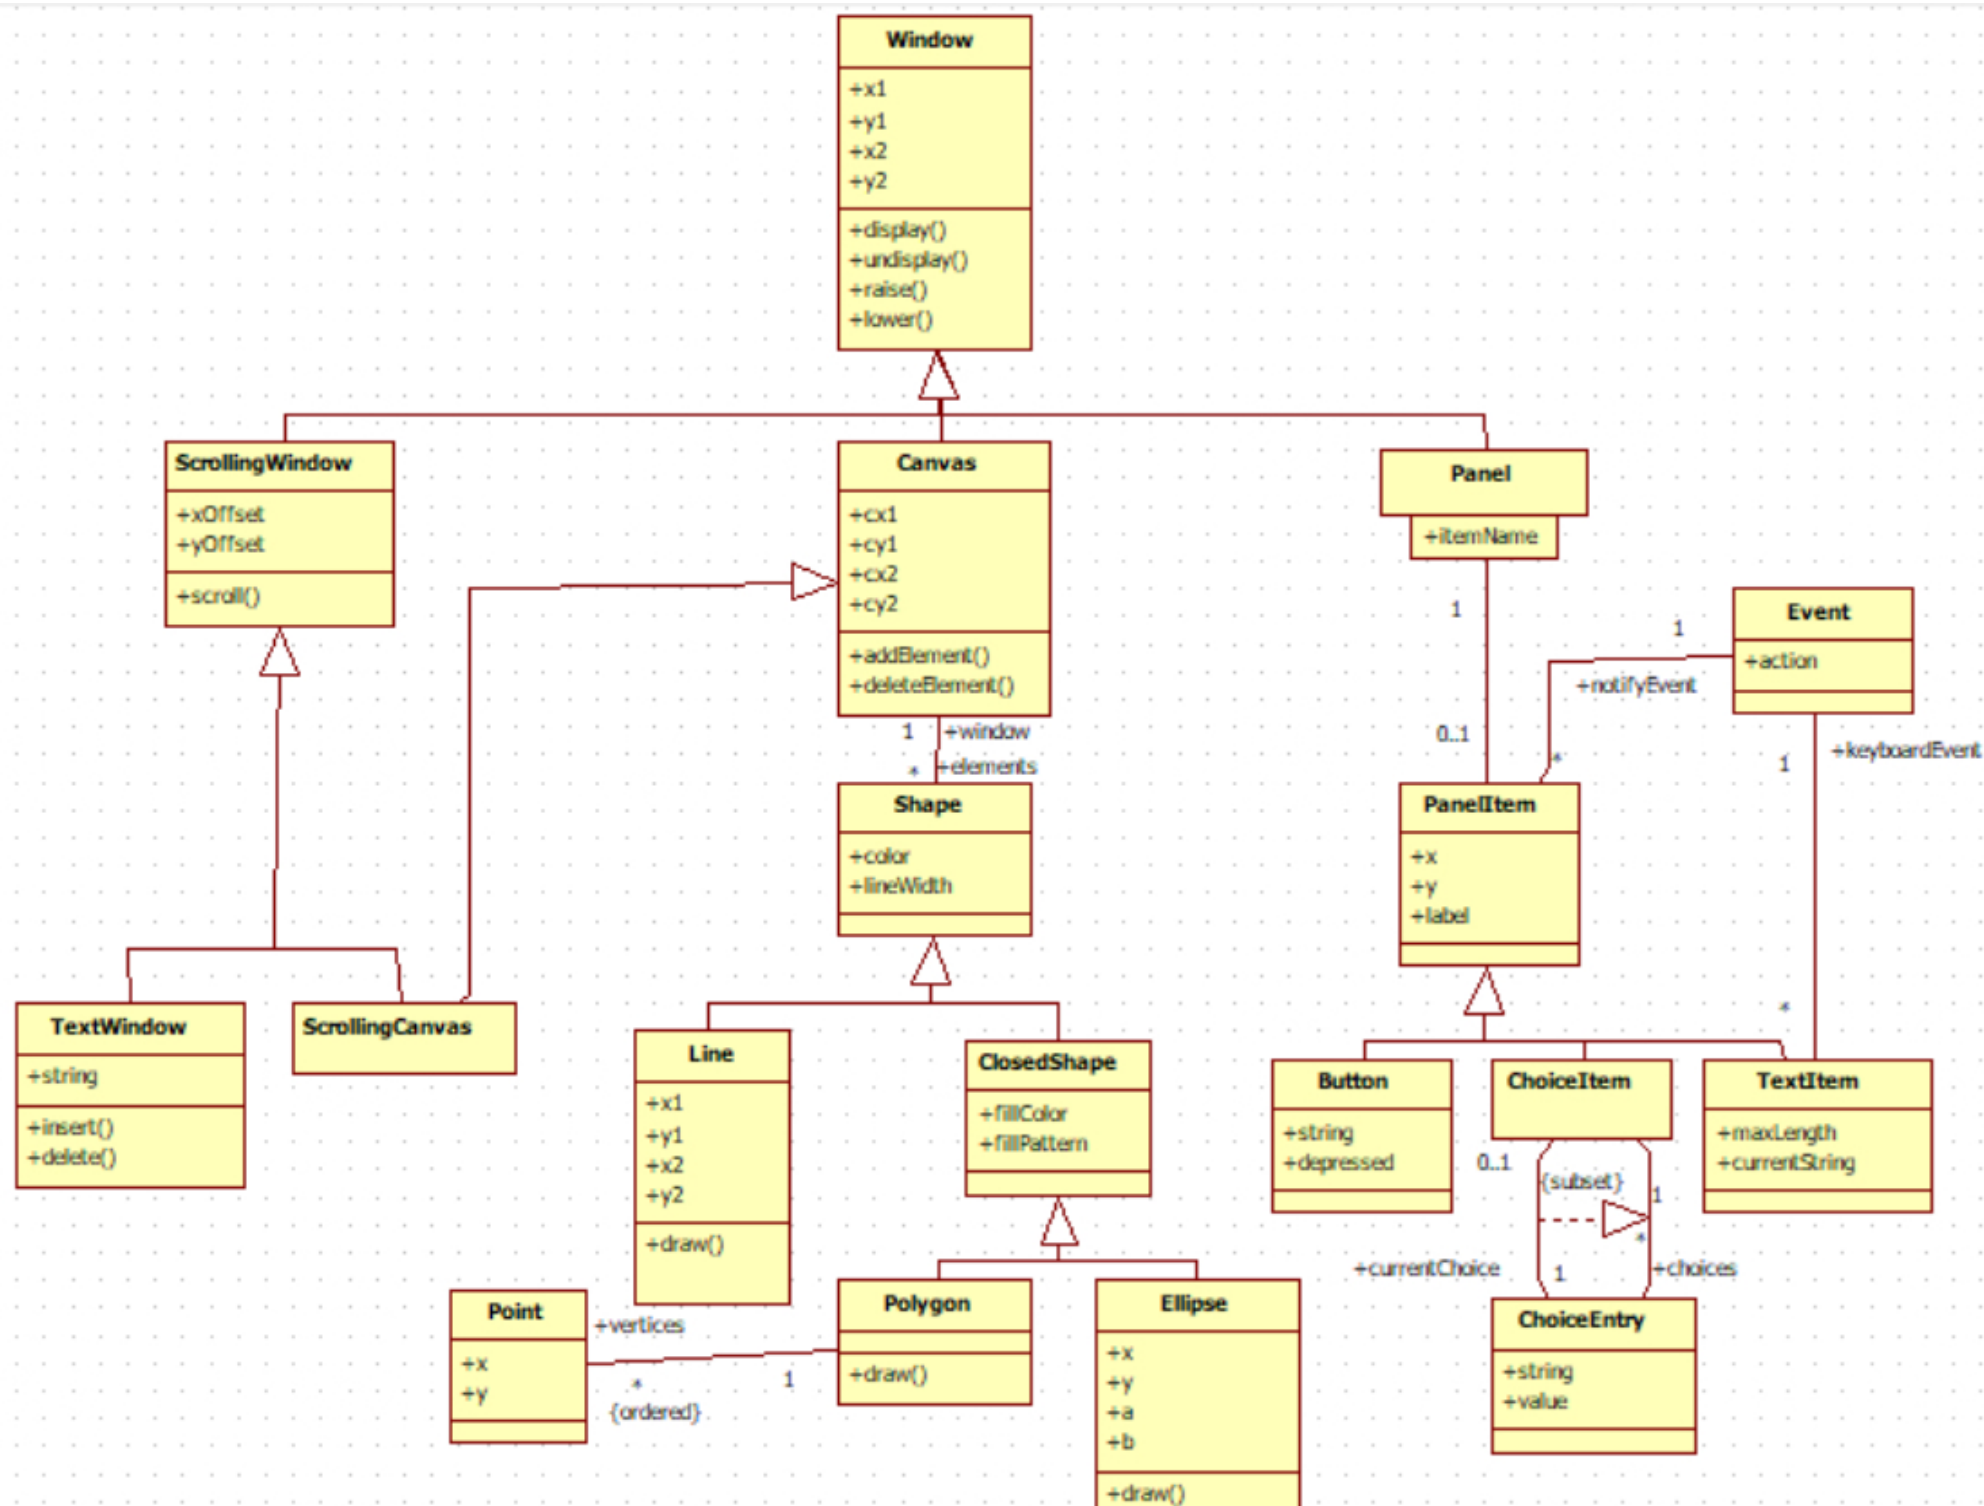 Window
+x1
+y1
+x2
+y2
+display()
+undisplay()
+raise()
+lower()
ScrollingWindow
+xOffset
+yOffset
+scroll()
Canvas
+cx1
+cy1
+cx2
+cy2
+addElement()
+deleteElement()
Panel
+itemName
1
0..1
Event
+action
1
+notifyEvent
*
1
+keyboardEvent
*
1
+window
*
+elements
Shape
+color
+lineWidth
PanelItem
+x
+y
+label
TextWindow
+string
+insert()
+delete()
ScrollingCanvas
Line
+x1
+y1
+x2
+y2
+draw()
ClosedShape
+fillColor
+fillPattern
Button
+string
+depressed
ChoiceItem
TextItem
+maxLength
+currentString
0..1
{subset}
1
*
+currentChoice
1
+choices
Point
+x
+y
+vertices
*
{ordered}
1
Polygon
+draw()
Ellipse
+x
+y
+a
+b
+draw()
ChoiceEntry
+string
+value